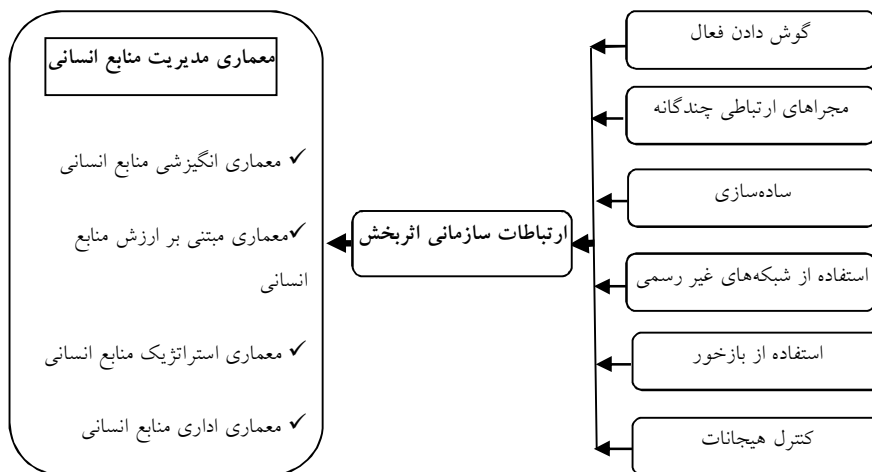 گوش دادن فعال
مجراهای ارتباطی چندگانه
ساده‌سازی
استفاده از شبکه‌های غیر رسمی
استفاده از بازخور
کنترل هیجانات
ارتباطات سازمانی اثربخش
معماری مدیریت منابع انسانی
✓ معماری انگیزشی منابع انسانی
✓معماری مبتنی بر ارزش منابع
انسانی
✓ معماری استراتژیک منابع انسانی
✓ معماری اداری منابع انسانی